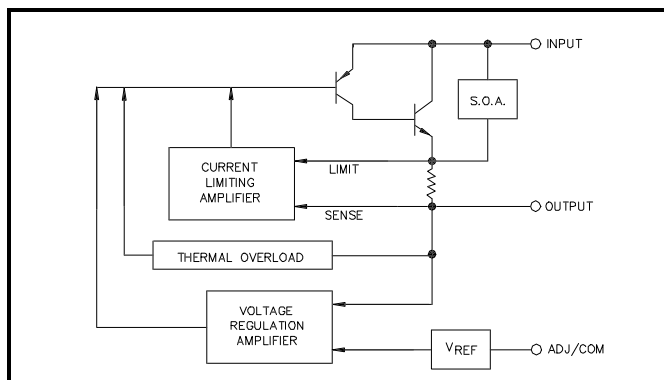 INPUT
S.O.A.
CURRENT
LIMITING
AMPLIFIER
LIMIT
SENSE
OUTPUT
THERMAL OVERLOAD
VOLTAGE
REGULATION
AMPLIFIER
VREF
ADJ/COM